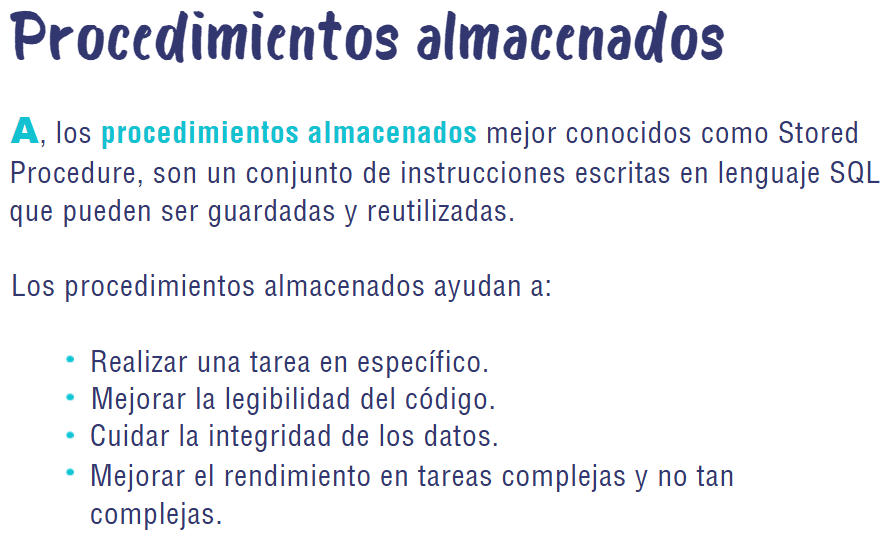 Procedimientos almacenados
A, los procedimientos almacenados mejor conocidos como Stored
Procedure, son un conjunto de instrucciones escritas en lenguaje SQL
que pueden ser guardadas y reutilizadas.
Los procedimientos almacenados ayudan a:
• Realizar una tarea en específico.
• Mejorar la legibilidad del código.
• Cuidar la integridad de los datos.
• Mejorar el rendimiento en tareas complejas y no tan
complejas.